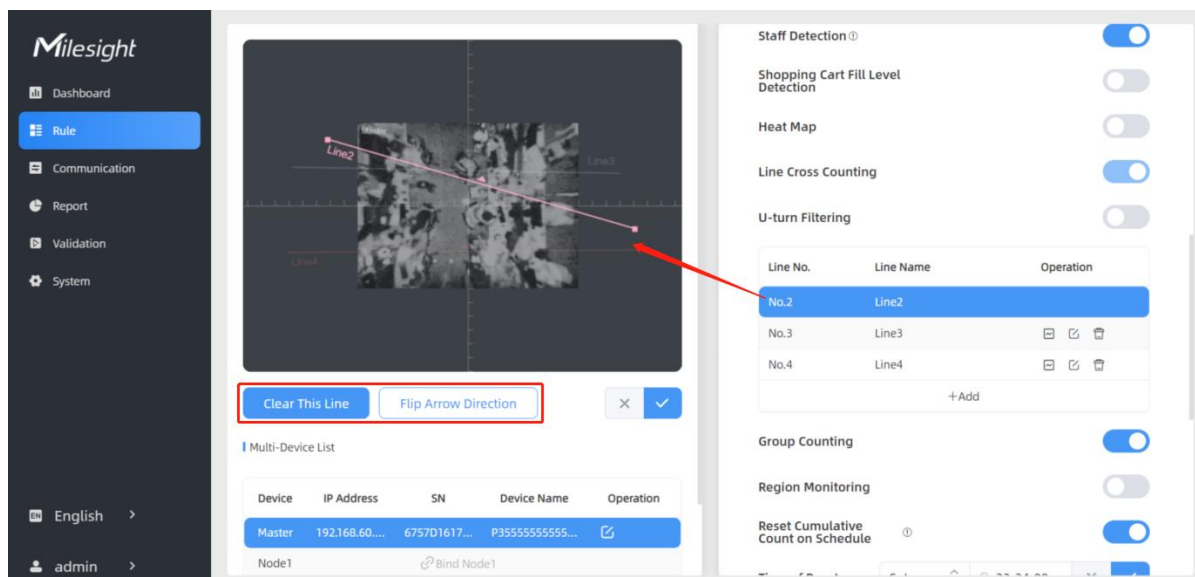 Milesight
Dashboard
Rule
Communication
Report
Validation
System
English
admin
Line2
Line3
Line4
Clear This Line
Flip Arrow Direction
Multi-Device List
Device IP Address SN Device Name Operation
Master 192.168.60.... 6757D1617... P35555555555...
Node1 Bind Node1
Staff Detection
Shopping Cart Fill Level
Detection
Heat Map
Line Cross Counting
U-turn Filtering
Line No. Line Name Operation
No.2 Line2
No.3 Line3
No.4 Line4
+Add
Group Counting
Region Monitoring
Reset Cumulative
Count on Schedule